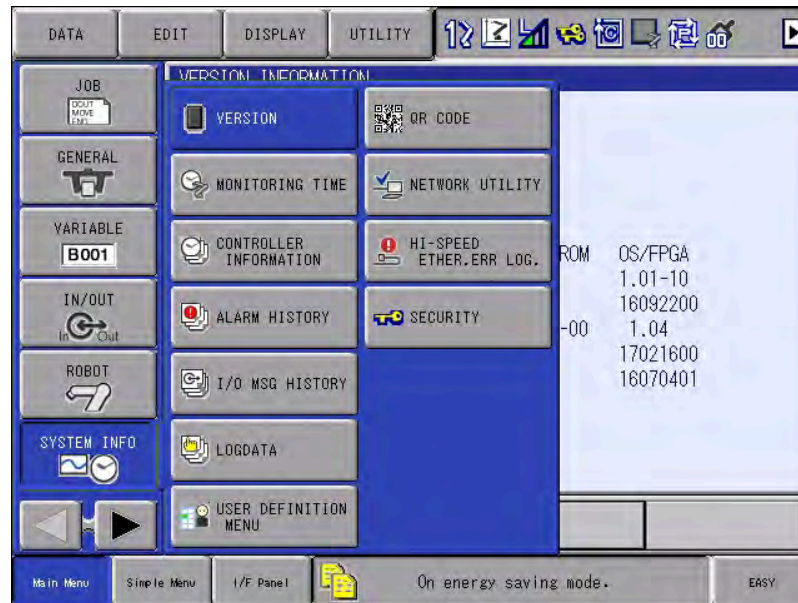 DATA
EDIT
DISPLAY
UTILITY
VERSION INFORMATION
JOB
DOUT
MOVE
END
GENERAL
VARIABLE
B001
IN/OUT
In Out
ROBOT
SYSTEM INFO
VERSION
MONITORING TIME
CONTROLLER
INFORMATION
ALARM HISTORY
I/O MSG HISTORY
LOGDATA
USER DEFINITION
MENU
QR CODE
NETWORK UTILITY
HI-SPEED
ETHER.ERR LOG.
SECURITY
ROM OS/FPGA
1.01-10
16092200
-00 1.04
17021600
16070401
Main Menu
Simple Menu
I/F Panel
On energy saving mode.
EASY